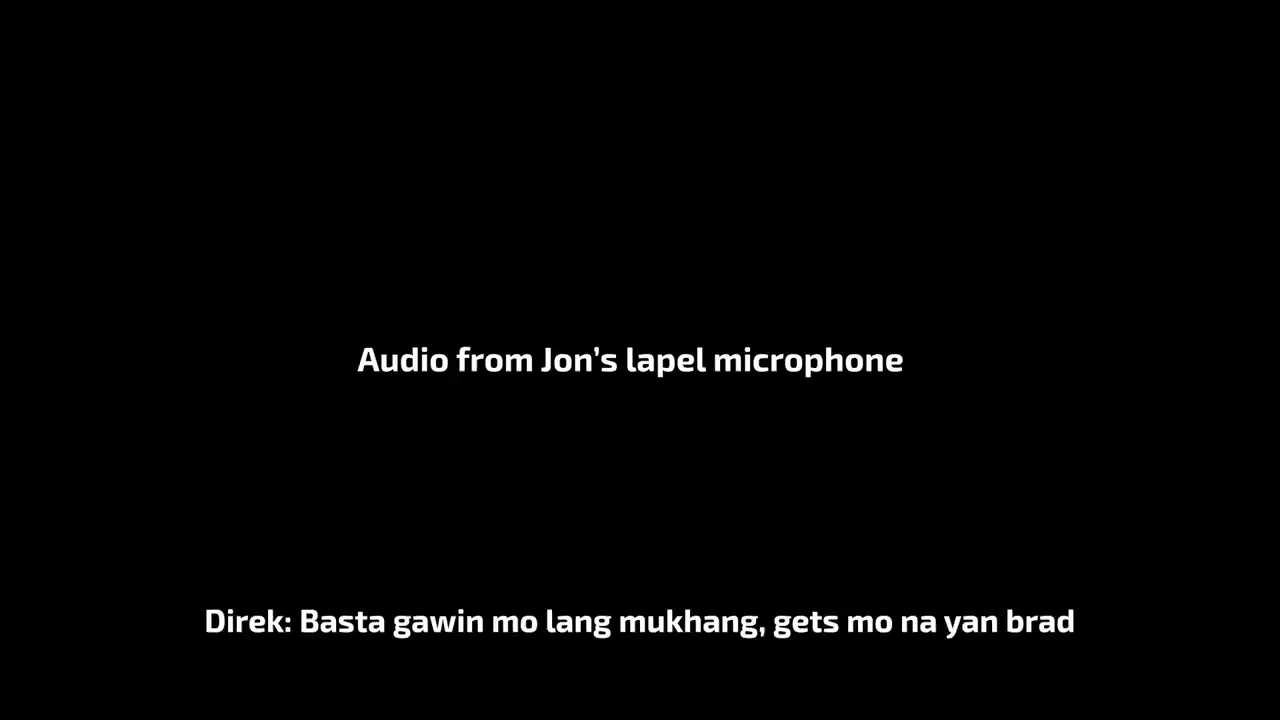 Audio from Jon’s lapel microphone
Direk: Basta gawin mo lang mukhang, gets mo na yan brad